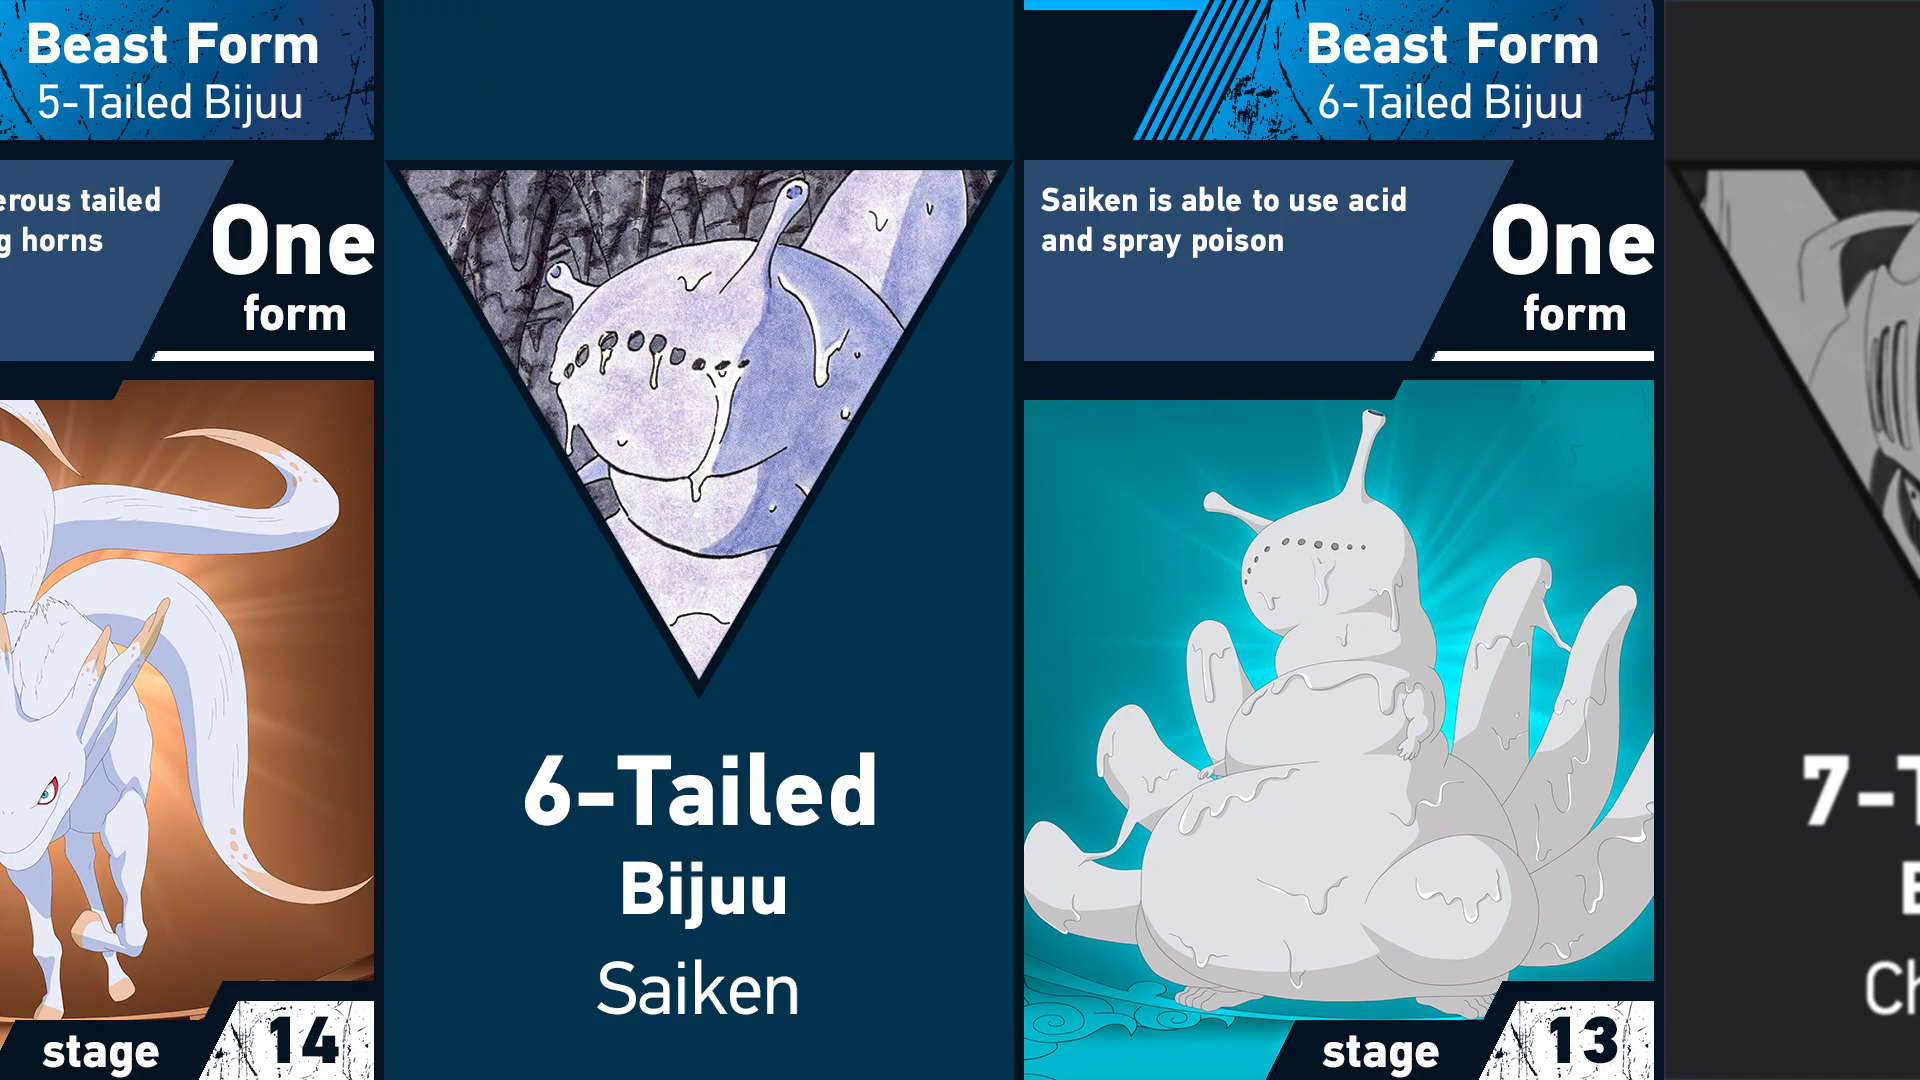 Beast Form
5-Tailed Bijuu
erous tailed
g horns
One
form
stage
14
6-Tailed
Bijuu
Saiken
Beast Form
6-Tailed Bijuu
Saiken is able to use acid
and spray poison
One
form
stage
13
7-T
B
Ch